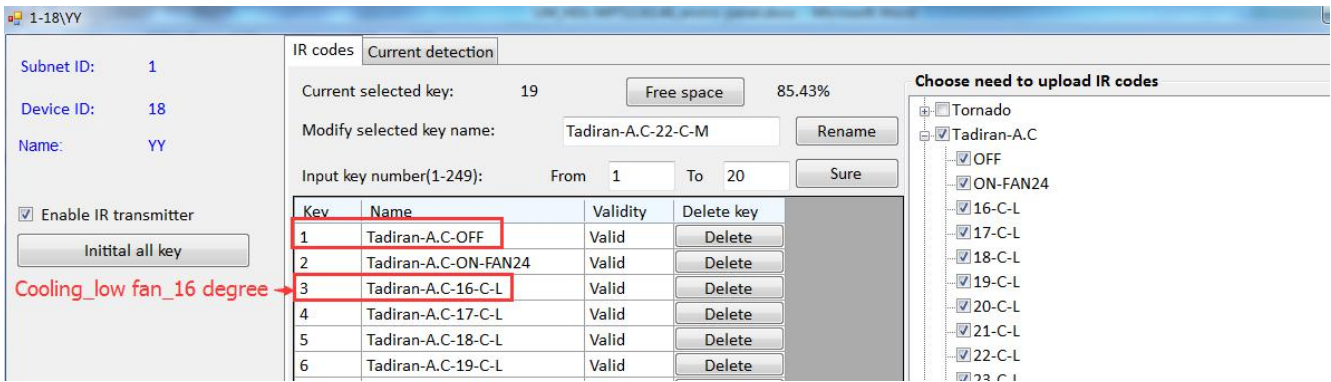 1-18\YY
Subnet ID: 1
Device ID: 18
Name: YY
Enable IR transmitter
Initital all key
Cooling_low fan_16 degree
IR codes Current detection
Current selected key: 19 Free space 85.43%
Modify selected key name: Tadiran-A.C-22-C-M Rename
Input key number(1-249): From 1 To 20 Sure
Key Name Validity Delete key
1 Tadiran-A.C-OFF Valid Delete
2 Tadiran-A.C-ON-FAN24 Valid Delete
3 Tadiran-A.C-16-C-L Valid Delete
4 Tadiran-A.C-17-C-L Valid Delete
5 Tadiran-A.C-18-C-L Valid Delete
6 Tadiran-A.C-19-C-L Valid Delete
Choose need to upload IR codes
Tornado
Tadiran-A.C
OFF
ON-FAN24
16-C-L
17-C-L
18-C-L
19-C-L
20-C-L
21-C-L
22-C-L
23-C-L